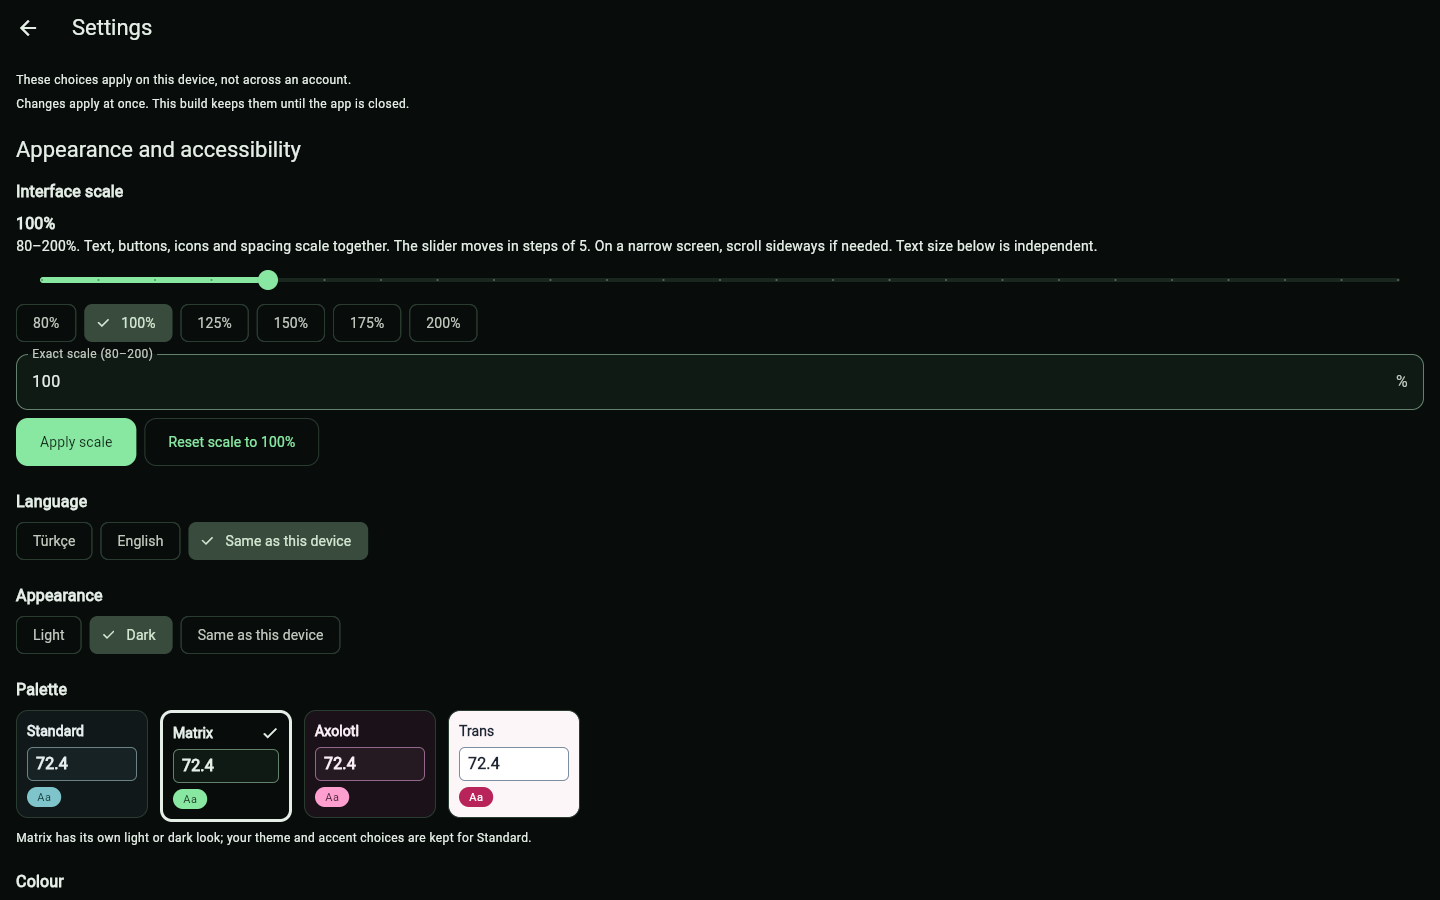 Settings
These choices apply on this device, not across an account.
Changes apply at once. This build keeps them until the app is closed.
Appearance and accessibility
Interface scale
100%
80–200%. Text, buttons, icons and spacing scale together. The slider moves in steps of 5. On a narrow screen, scroll sideways if needed. Text size below is independent.
80% 100% 125% 150% 175% 200%
Exact scale (80–200)
100 %
Apply scale Reset scale to 100%
Language
Türkçe English Same as this device
Appearance
Light Dark Same as this device
Palette
Standard Matrix Axolotl Trans
72.4 72.4 72.4 72.4
Aa Aa Aa Aa
Matrix has its own light or dark look; your theme and accent choices are kept for Standard.
Colour